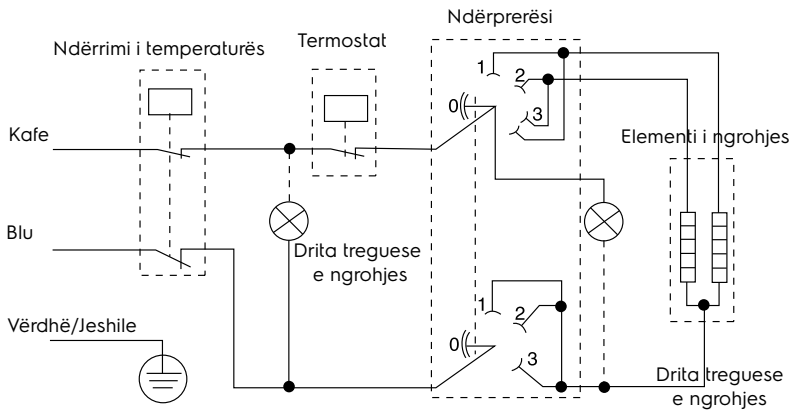 Ndërprerësi
Ndërrimi i temperaturës
Termostat
1
2
0
3
Kafe
Elementi i ngrohjes
Blu
Drita treguese
e ngrohjes
1
2
Vërdhë/Jeshile
0
3
Drita treguese
e ngrohjes